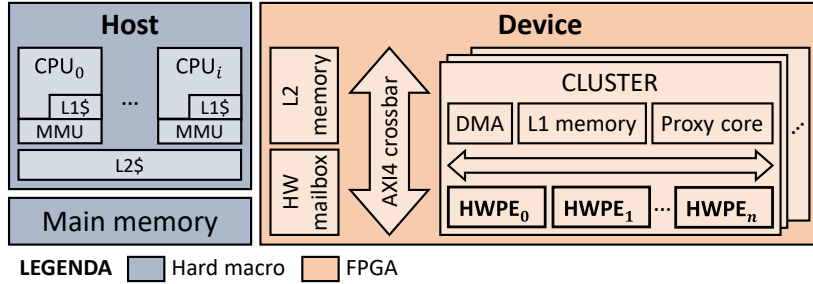 Host
CPU0 ... CPUi
L1$ L1$
MMU MMU
L2$
Main memory
Device
L2 memory
HW mailbox
AXI4 crossbar
CLUSTER
DMA L1 memory Proxy core
HWPE0 HWPE1 ... HWPEn
...
LEGENDA Hard macro FPGA